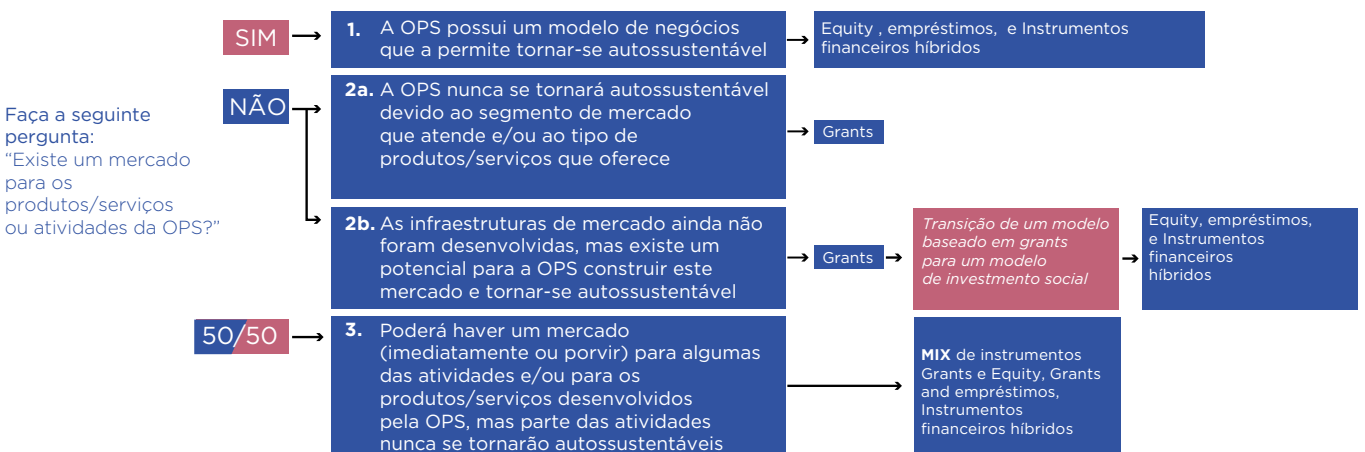 Faça a seguinte
pergunta:
“Existe um mercado
para os
produtos/serviços
ou atividades da OPS?”
SIM
1. A OPS possui um modelo de negócios
que a permite tornar-se autossustentável
Equity , empréstimos, e Instrumentos
financeiros híbridos
NÃO
2a. A OPS nunca se tornará autossustentável
devido ao segmento de mercado
que atende e/ou ao tipo de
produtos/serviços que oferece
Grants
2b. As infraestruturas de mercado ainda não
foram desenvolvidas, mas existe um
potencial para a OPS construir este
mercado e tornar-se autossustentável
Grants
Transição de um modelo
baseado em grants
para um modelo
de investimento social
Equity, empréstimos,
e Instrumentos
financeiros
híbridos
50/50
3. Poderá haver um mercado
(imediatamente ou porvir) para algumas
das atividades e/ou para os
produtos/serviços desenvolvidos
pela OPS, mas parte das atividades
nunca se tornarão autossustentáveis
MIX de instrumentos
Grants e Equity, Grants
and empréstimos,
Instrumentos
financeiros híbridos